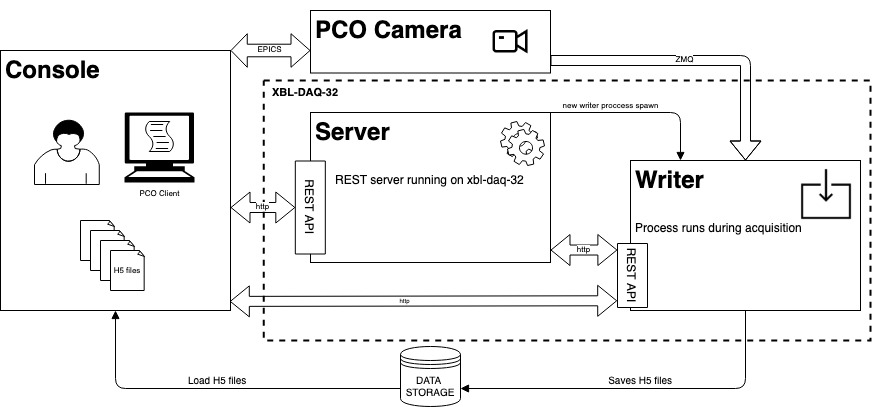 PCO Camera
EPICS
Console
ZMQ
XBL-DAQ-32
new writer proccess spawn
Server
REST server running on xbl-daq-32
REST API
Writer
Process runs during acquisition
REST API
PCO Client
http
http
H5 files
http
Load H5 files
DATA
STORAGE
Saves H5 files